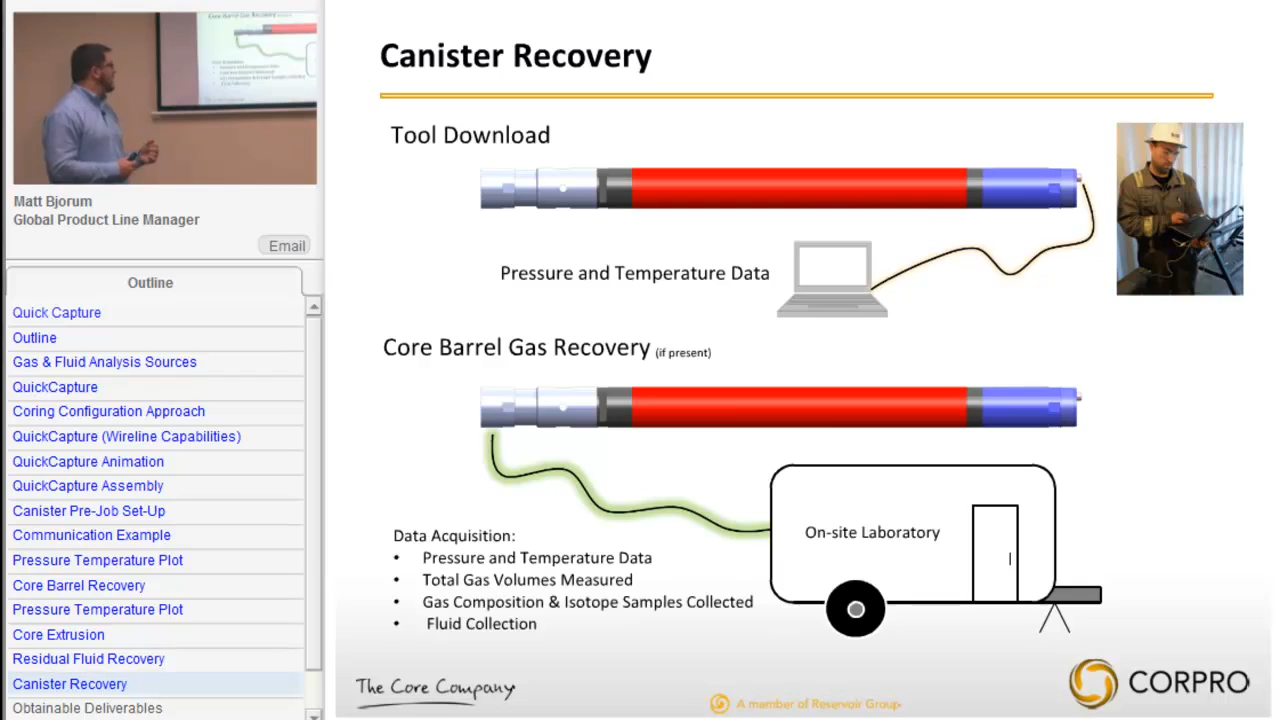 Core Barrel Gas Recovery
Matt Bjorum
Global Product Line Manager
Email
Outline
Quick Capture
Outline
Gas & Fluid Analysis Sources
QuickCapture
Coring Configuration Approach
QuickCapture (Wireline Capabilities)
QuickCapture Animation
QuickCapture Assembly
Canister Pre-Job Set-Up
Communication Example
Pressure Temperature Plot
Core Barrel Recovery
Pressure Temperature Plot
Core Extrusion
Residual Fluid Recovery
Canister Recovery
Obtainable Deliverables
Canister Recovery
Tool Download
Pressure and Temperature Data
Core Barrel Gas Recovery (if present)
On-site Laboratory
Data Acquisition:
• Pressure and Temperature Data
• Total Gas Volumes Measured
• Gas Composition & Isotope Samples Collected
• Fluid Collection
The Core Company
A member of Reservoir Group
CORPRO